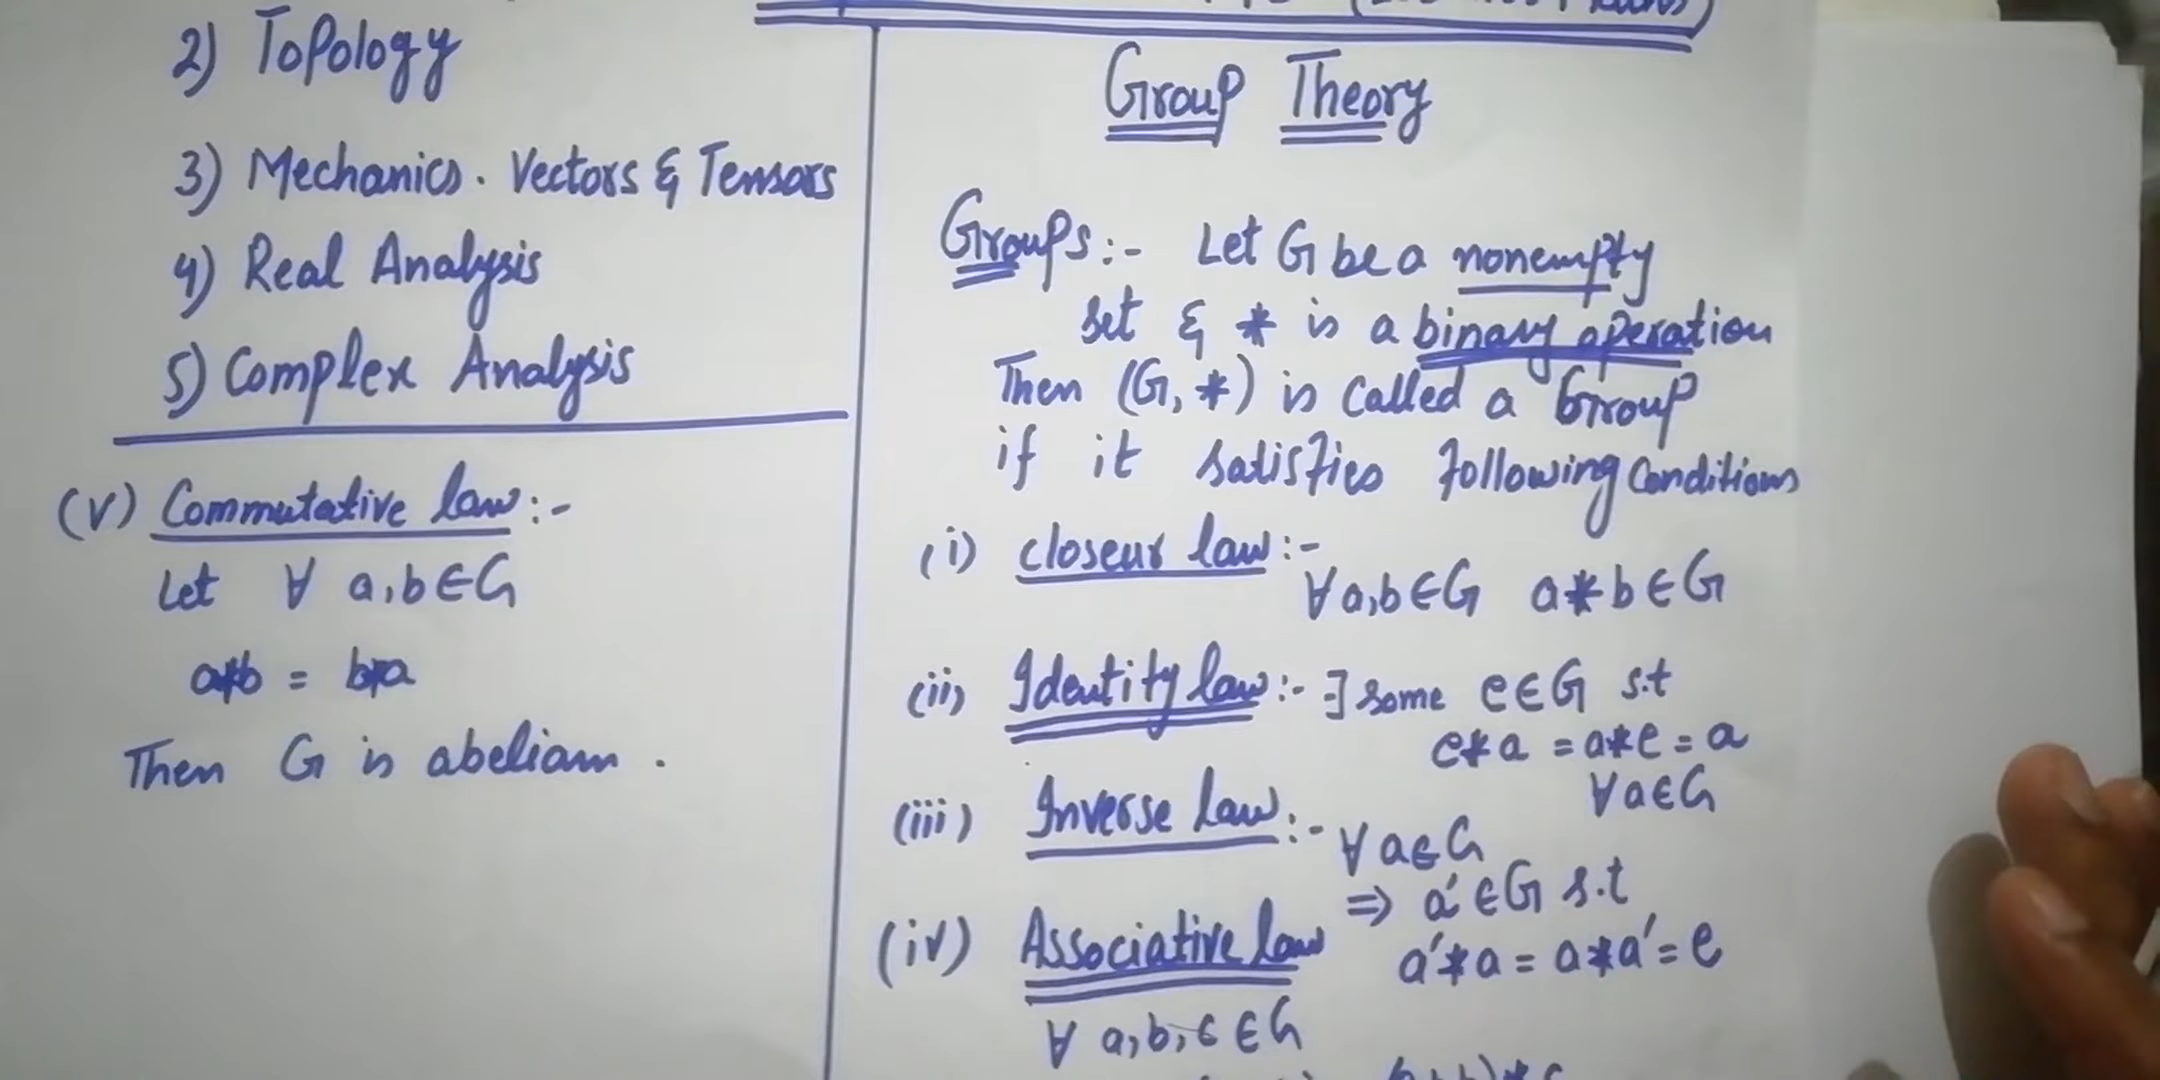 2) Topology
3) Mechanics. Vectors & Tensors
4) Real Analysis
5) Complex Analysis
(V) Commutative law:-
Let ∀ a,b∈G
a*b = b*a
Then G is abeliam.
Group Theory
Groups:- Let G be a nonempty
set & * is a binary operation
Then (G, *) is called a Group
if it satisfies following Conditions
(i) closeur law:-
∀a,b∈G a*b∈G
(ii) Identity law:- ∃ some e∈G s.t
e*a = a*e = a
∀a∈G
(iii) Inverse Law:- ∀a∈G
⇒ a'∈G s.t
a'*a = a*a' = e
(iv) Associative law
∀ a,b,c∈G